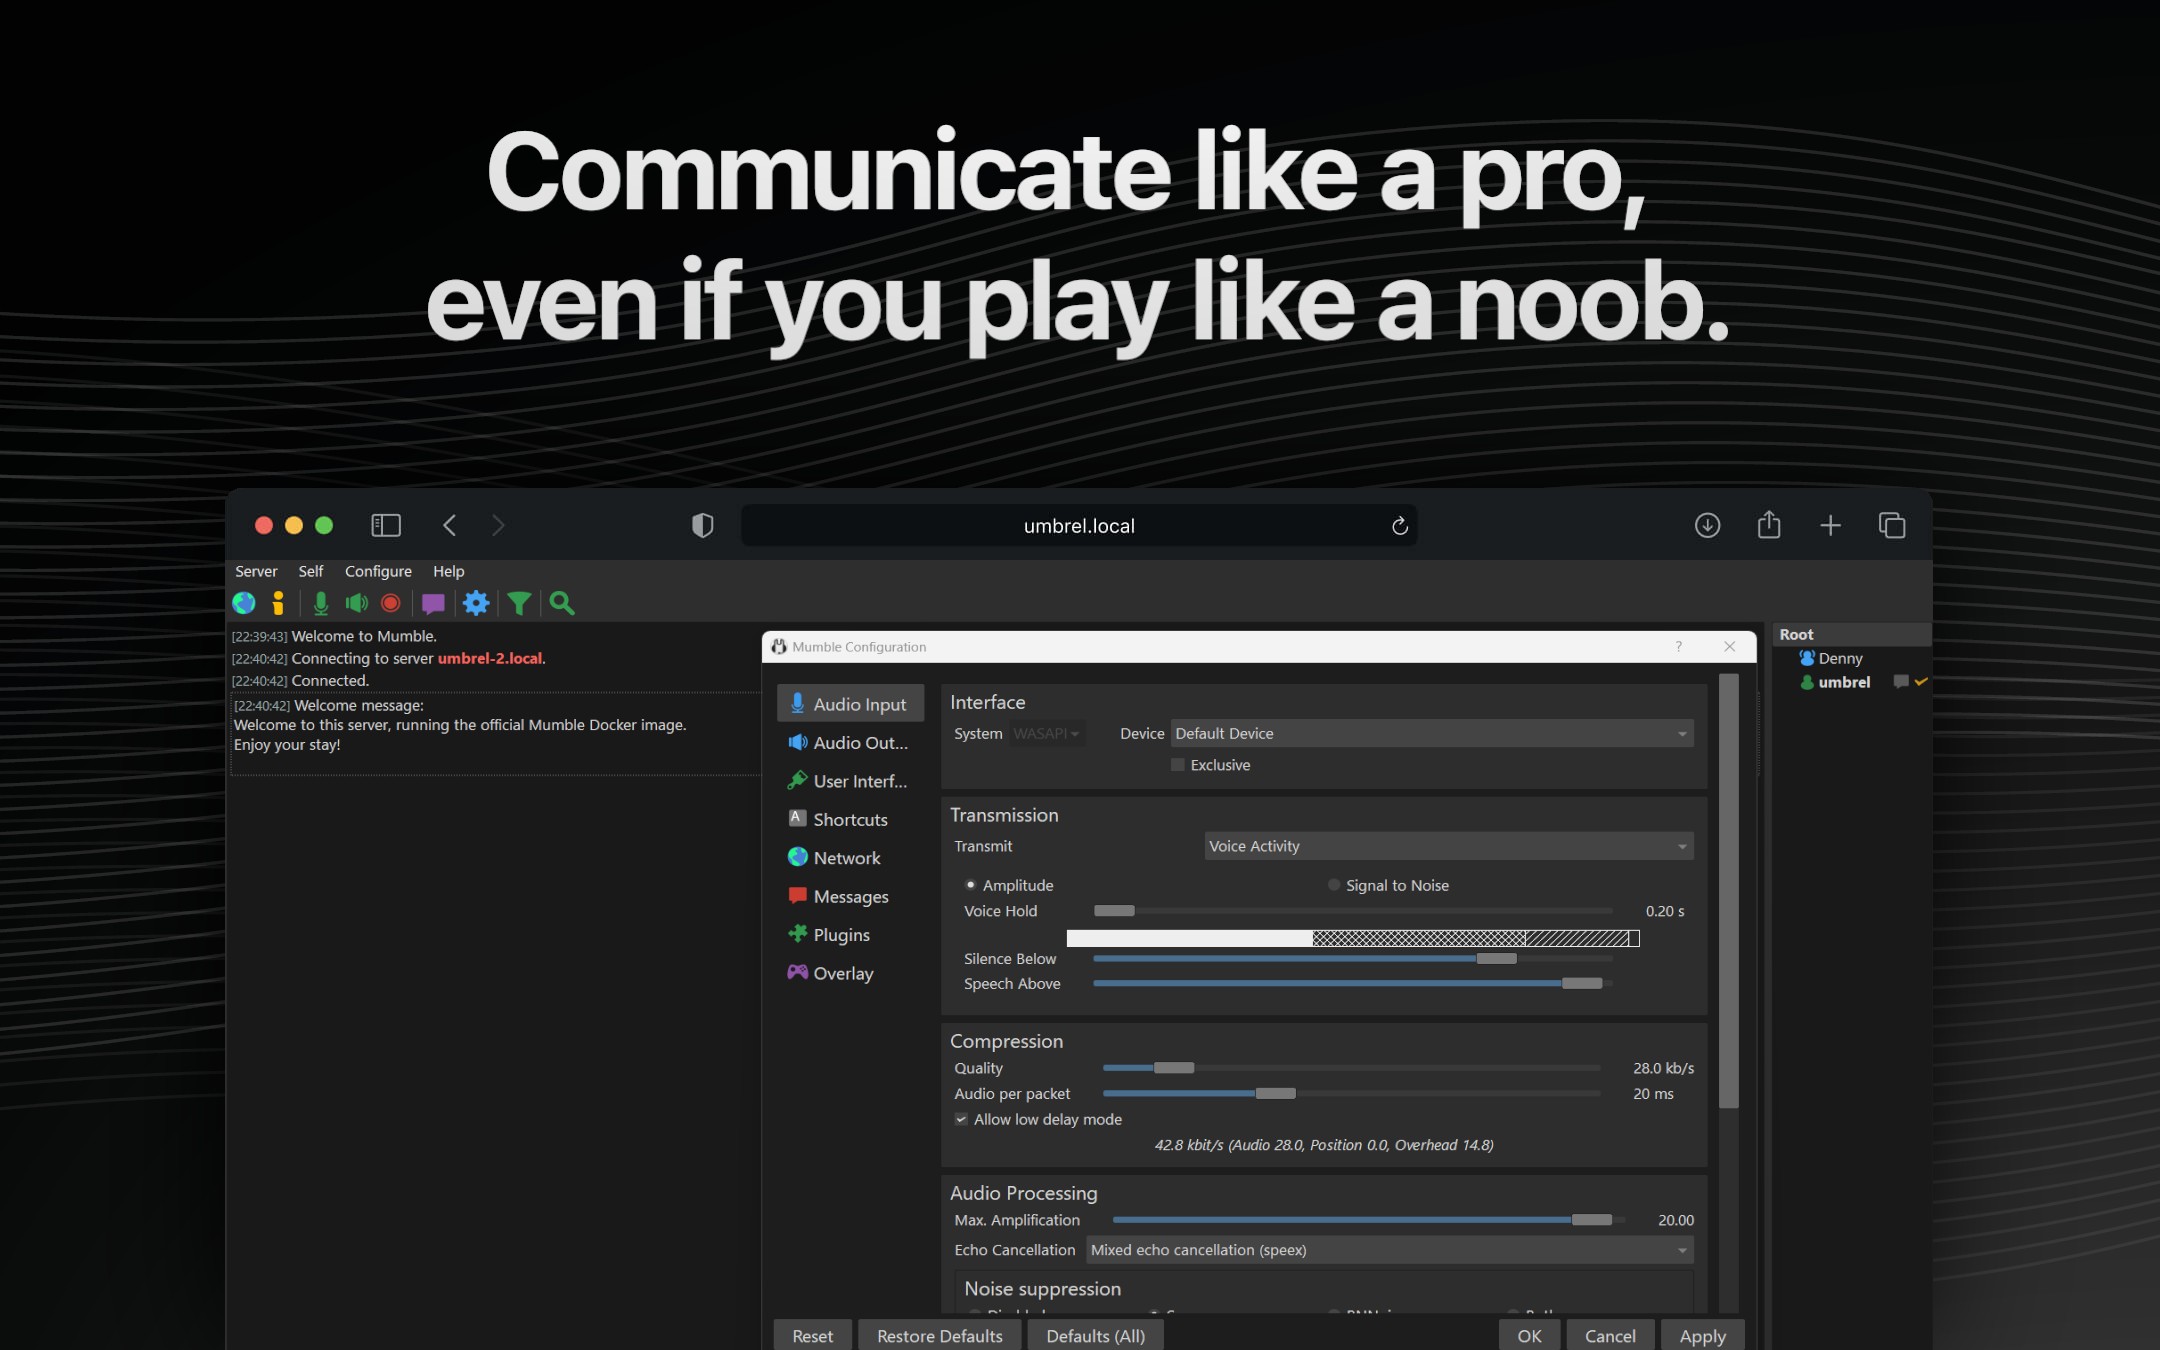 Communicate like a pro,
even if you play like a noob.
umbrel.local
Server Self Configure Help
[22:39:43] Welcome to Mumble.
[22:40:42] Connecting to server umbrel-2.local.
[22:40:42] Connected.
[22:40:42] Welcome message:
Welcome to this server, running the official Mumble Docker image.
Enjoy your stay!
Mumble Configuration
Audio Input
Audio Out...
User Interf...
Shortcuts
Network
Messages
Plugins
Overlay
Interface
System WASAPI Device Default Device
Exclusive
Transmission
Transmit Voice Activity
Amplitude Signal to Noise
Voice Hold 0.20 s
Silence Below
Speech Above
Compression
Quality 28.0 kb/s
Audio per packet 20 ms
Allow low delay mode
42.8 kbit/s (Audio 28.0, Position 0.0, Overhead 14.8)
Audio Processing
Max. Amplification 20.00
Echo Cancellation Mixed echo cancellation (speex)
Noise suppression
Reset Restore Defaults Defaults (All) OK Cancel Apply
Root
Denny
umbrel